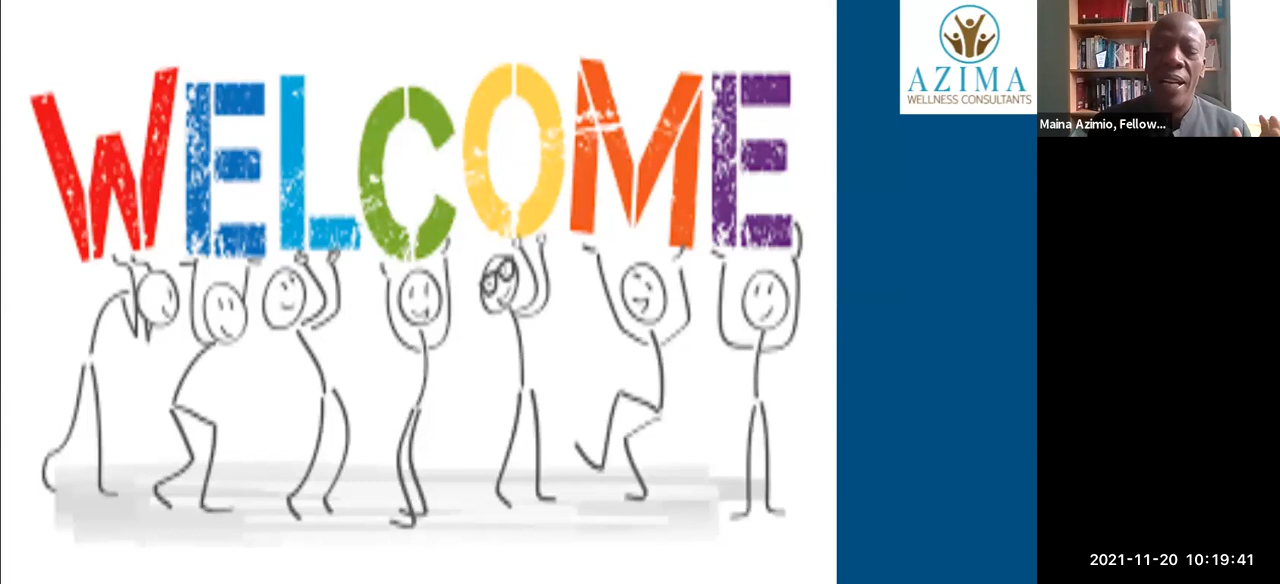 WELCOME
AZIMA
WELLNESS CONSULTANTS
Maina Azimio, Fellow...
2021-11-20 10:19:41